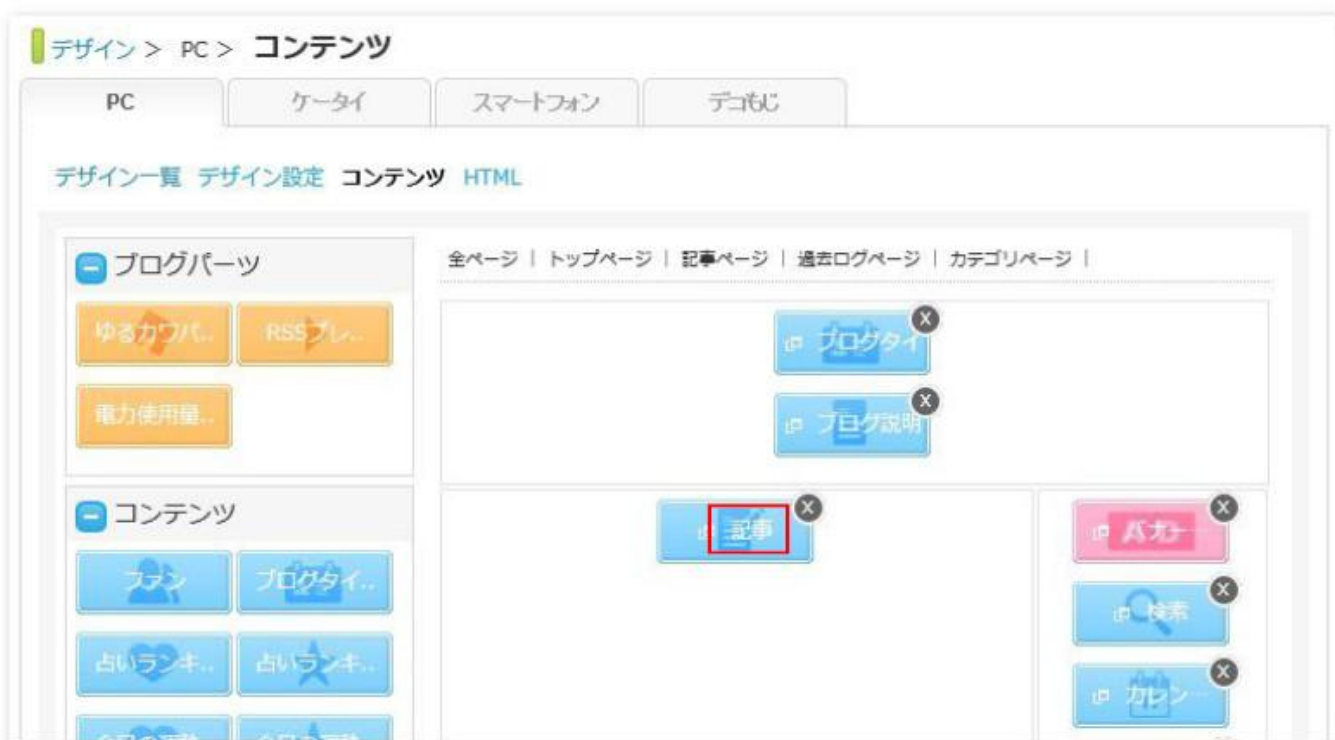 デザイン > PC > コンテンツ
PC ケータイ スマートフォン デコもじ
デザイン一覧 デザイン設定 コンテンツ HTML
ブログパーツ
ゆるカワパ.. RSSプレ..
電力使用量..
コンテンツ
ファン ブログタイ..
占いランキ.. 占いランキ..
全ページ | トップページ | 記事ページ | 過去ログページ | カテゴリページ |
ブログタイ
ブログ説明
記事
バナー
検索
カレン